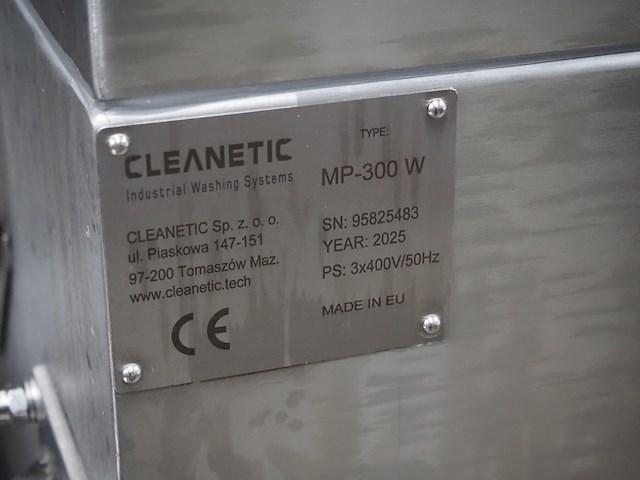 CLEANETIC
Industrial Washing Systems
CLEANETIC Sp. z. o. o.
ul. Piaskowa 147-151
97-200 Tomaszów Maz.
www.cleanetic.tech
CE
TYPE:
MP-300 W
SN: 95825483
YEAR: 2025
PS: 3x400V/50Hz
MADE IN EU